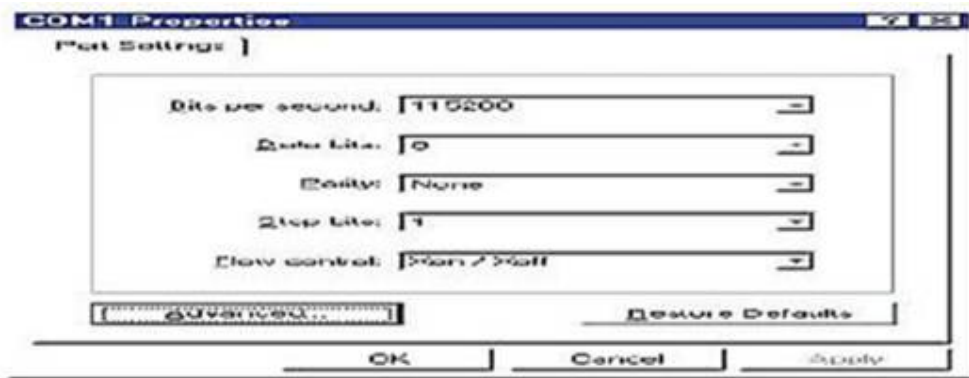 COM1 Properties
Port Settings
Bits per second: 115200
Data bits: 8
Parity: None
Stop bits: 1
Flow control: Xon / Xoff
Advanced...
Restore Defaults
OK
Cancel
Apply